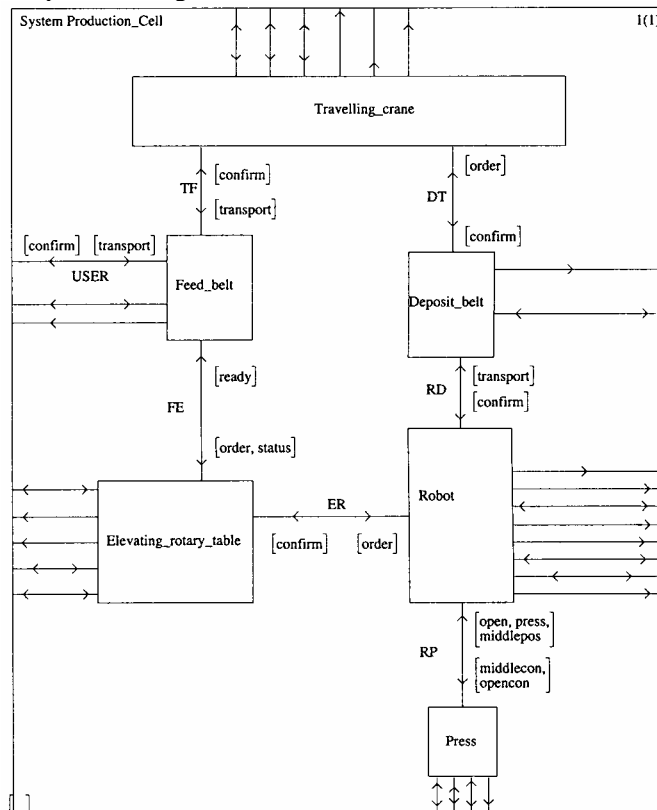 System Production_Cell
1(1)
Travelling_crane
[confirm]
TF
[transport]
[order]
DT
[confirm]
[confirm] [transport]
USER
Feed_belt
Deposit_belt
[ready]
FE
[order, status]
[transport]
RD
[confirm]
Elevating_rotary_table
ER
[confirm] [order]
Robot
[open, press,
middlepos]
RP
[middlecon,
opencon]
Press